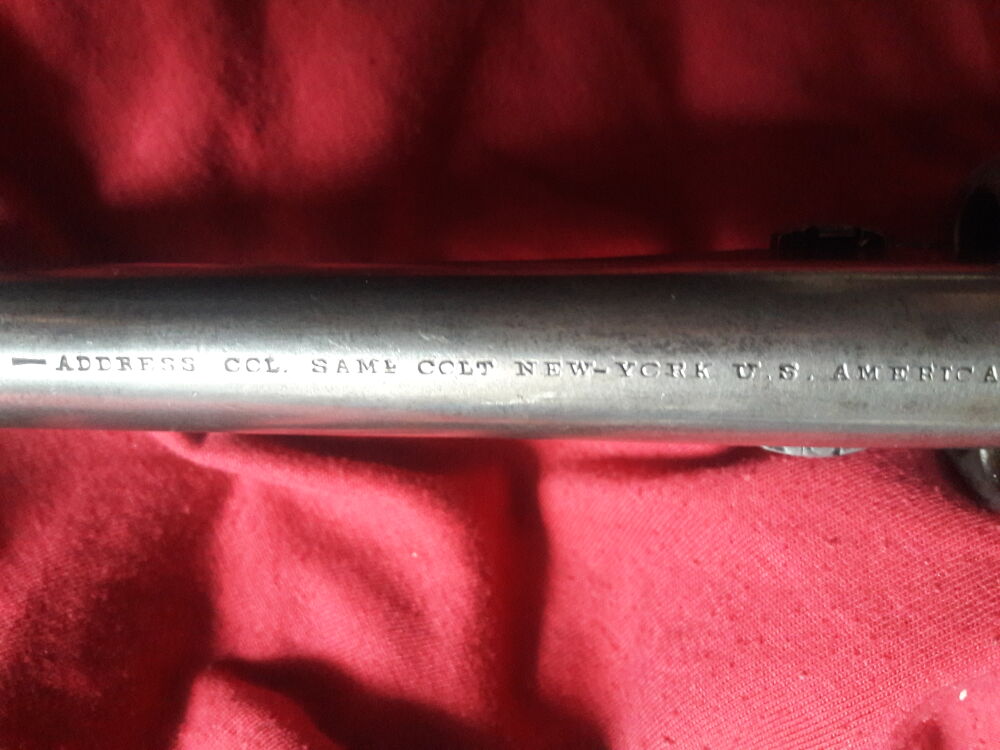 — ADDRESS COL. SAML COLT NEW-YORK U.S. AMERICA